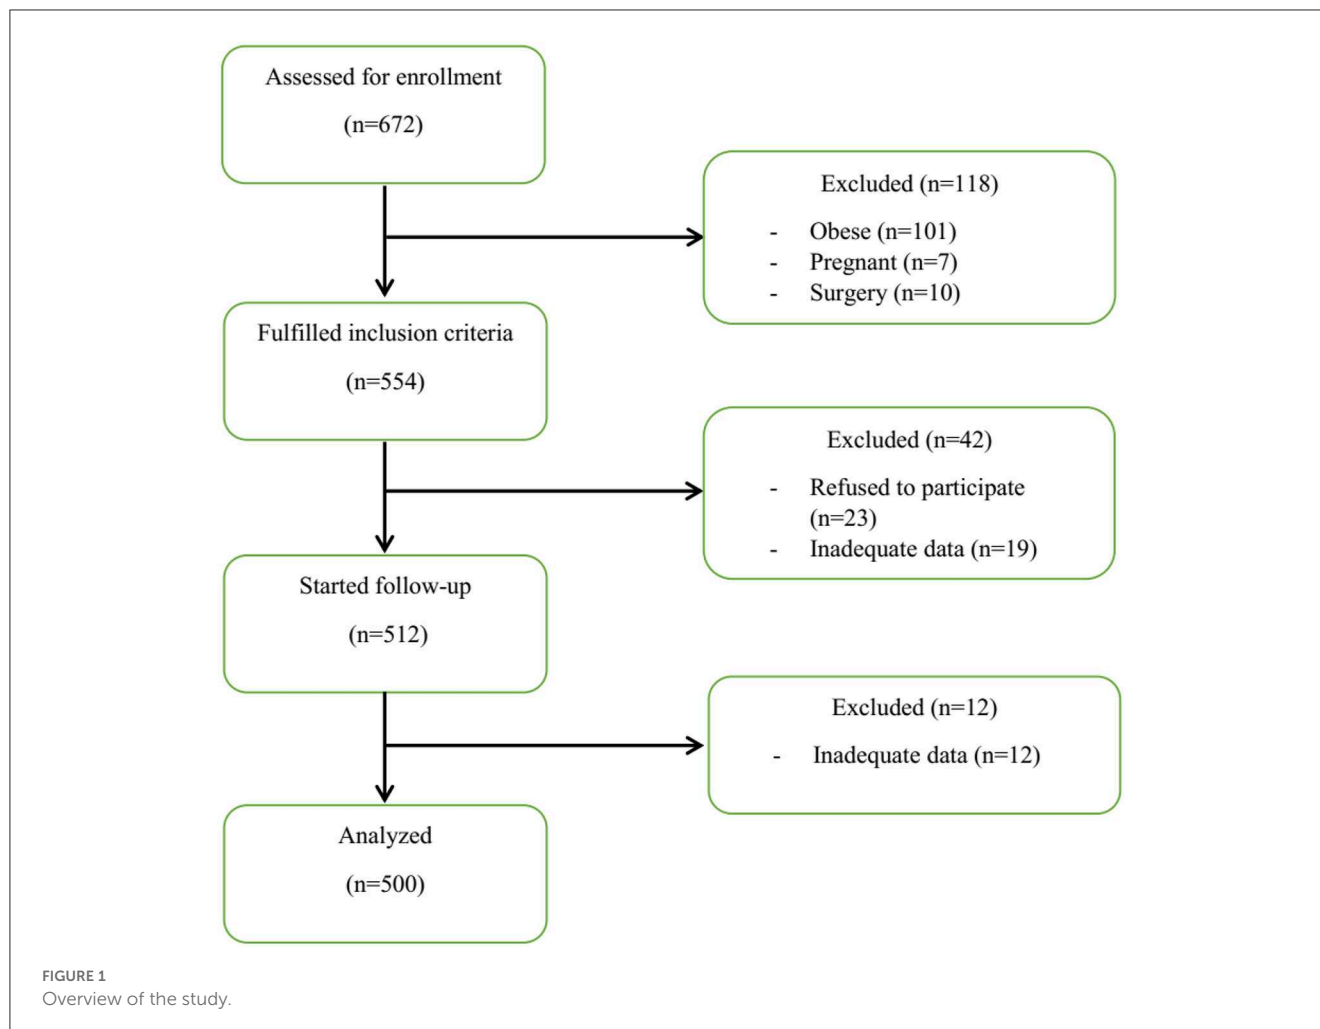 Assessed for enrollment
(n=672)
Excluded (n=118)
- Obese (n=101)
- Pregnant (n=7)
- Surgery (n=10)
Fulfilled inclusion criteria
(n=554)
Excluded (n=42)
- Refused to participate
(n=23)
- Inadequate data (n=19)
Started follow-up
(n=512)
Excluded (n=12)
- Inadequate data (n=12)
Analyzed
(n=500)
FIGURE 1
Overview of the study.